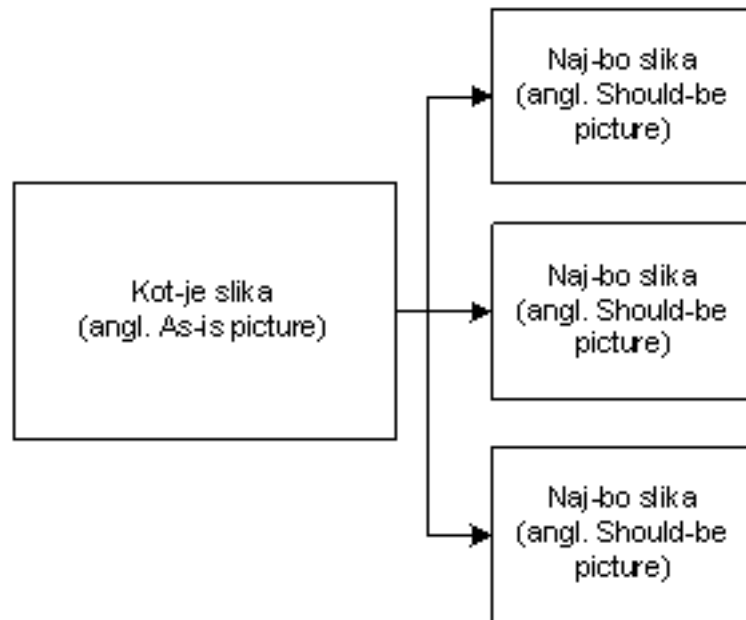 Naj-bo slika
(angl. Should-be
picture)
Kot-je slika
(angl. As-is picture)
Naj-bo slika
(angl. Should-be
picture)
Naj-bo slika
(angl. Should-be
picture)